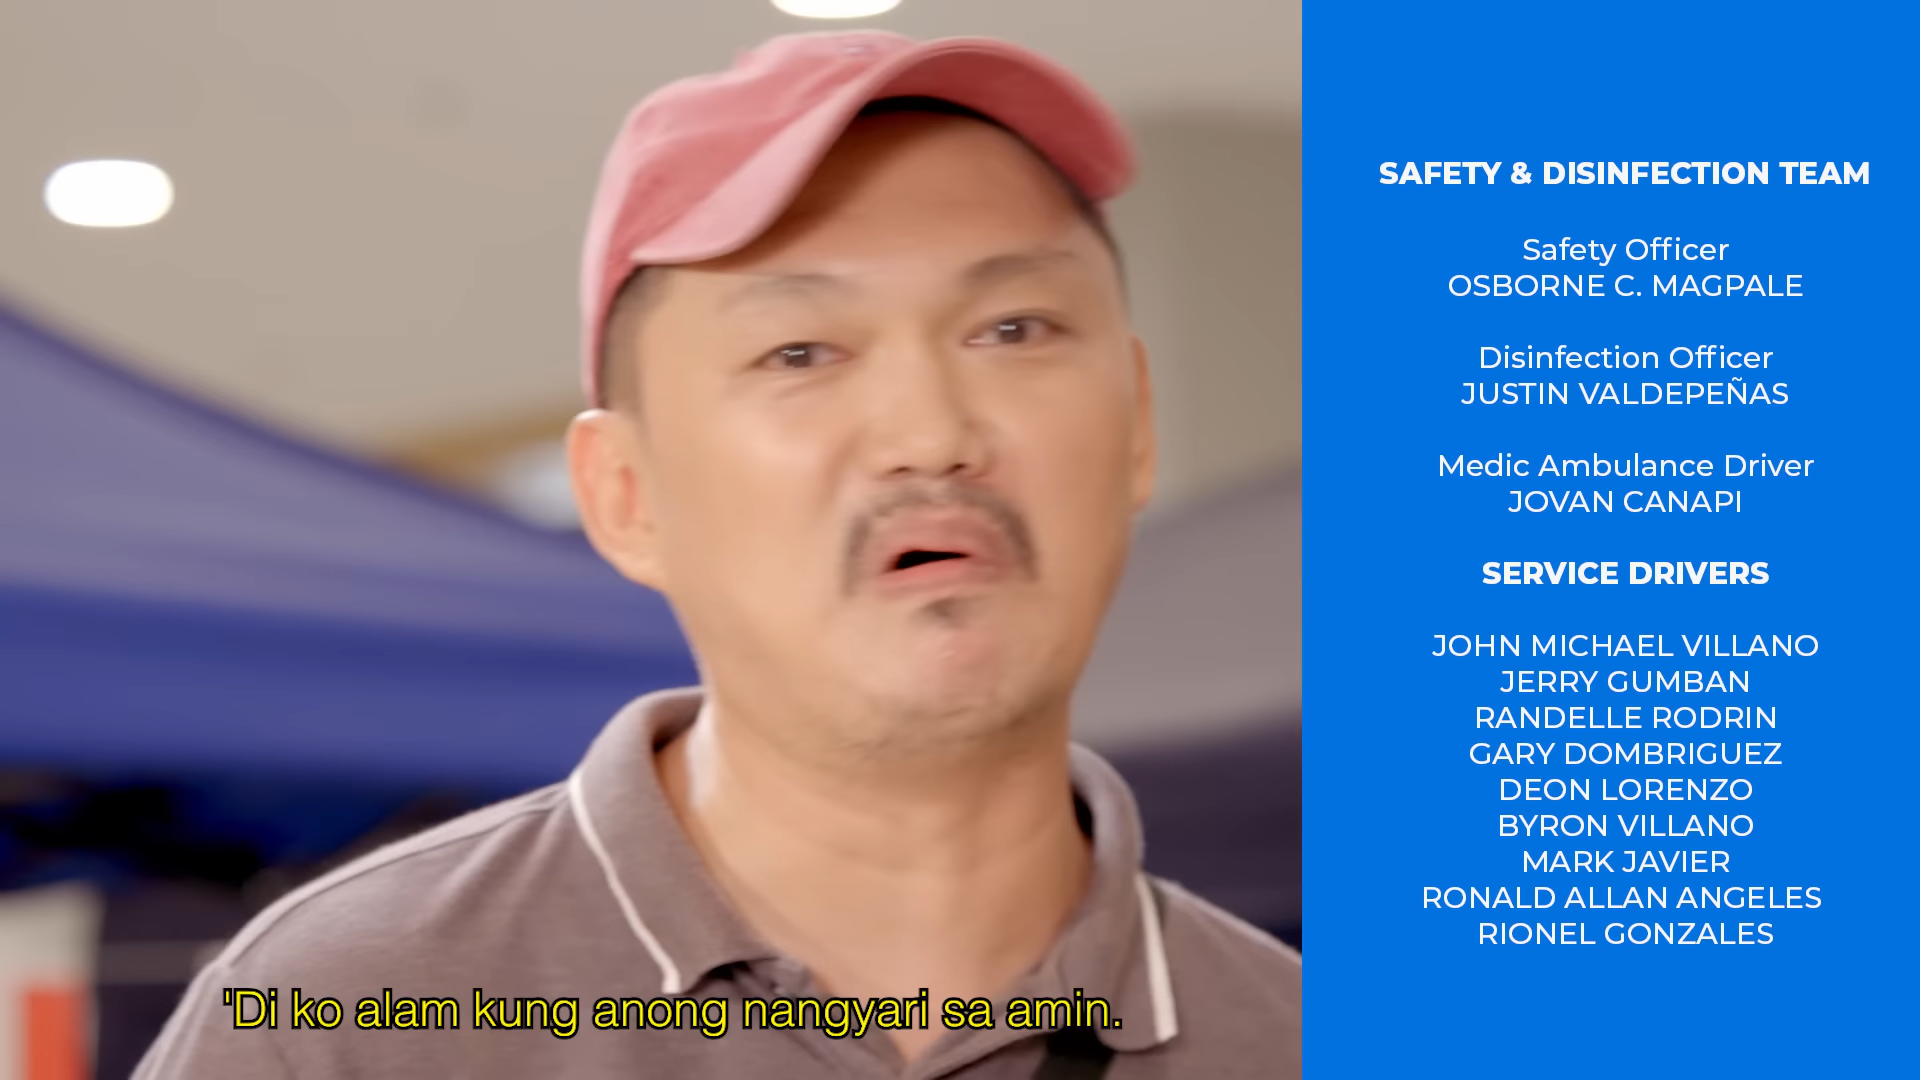 'Di ko alam kung anong nangyari sa amin.
SAFETY & DISINFECTION TEAM
Safety Officer
OSBORNE C. MAGPALE
Disinfection Officer
JUSTIN VALDEPEÑAS
Medic Ambulance Driver
JOVAN CANAPI
SERVICE DRIVERS
JOHN MICHAEL VILLANO
JERRY GUMBAN
RANDELLE RODRIN
GARY DOMBRIGUEZ
DEON LORENZO
BYRON VILLANO
MARK JAVIER
RONALD ALLAN ANGELES
RIONEL GONZALES